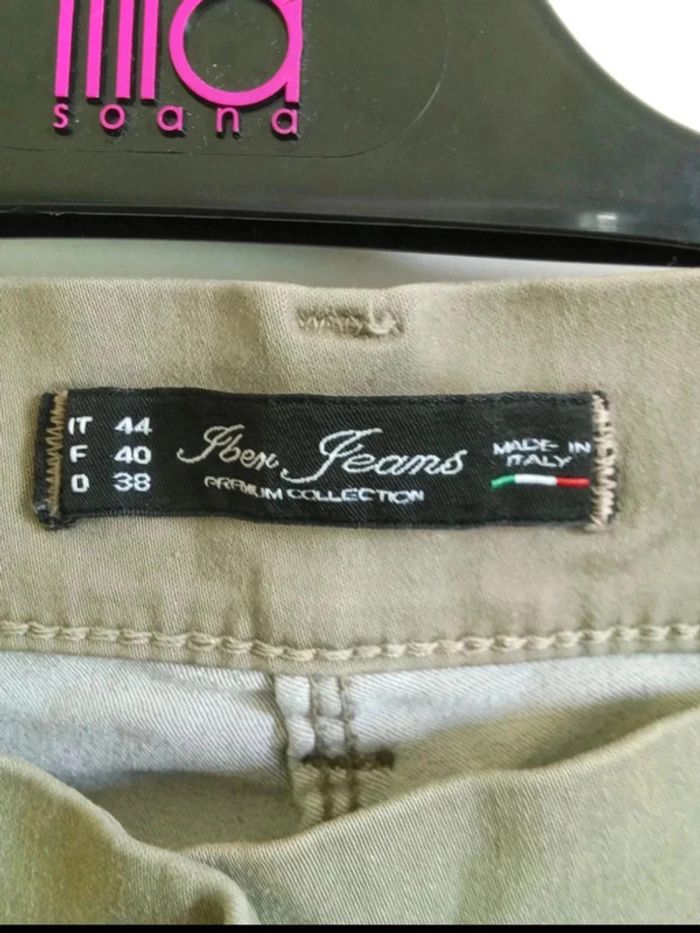 soana
IT 44
F 40
D 38
Iber Jeans
PREMIUM COLLECTION
MADE IN
ITALY